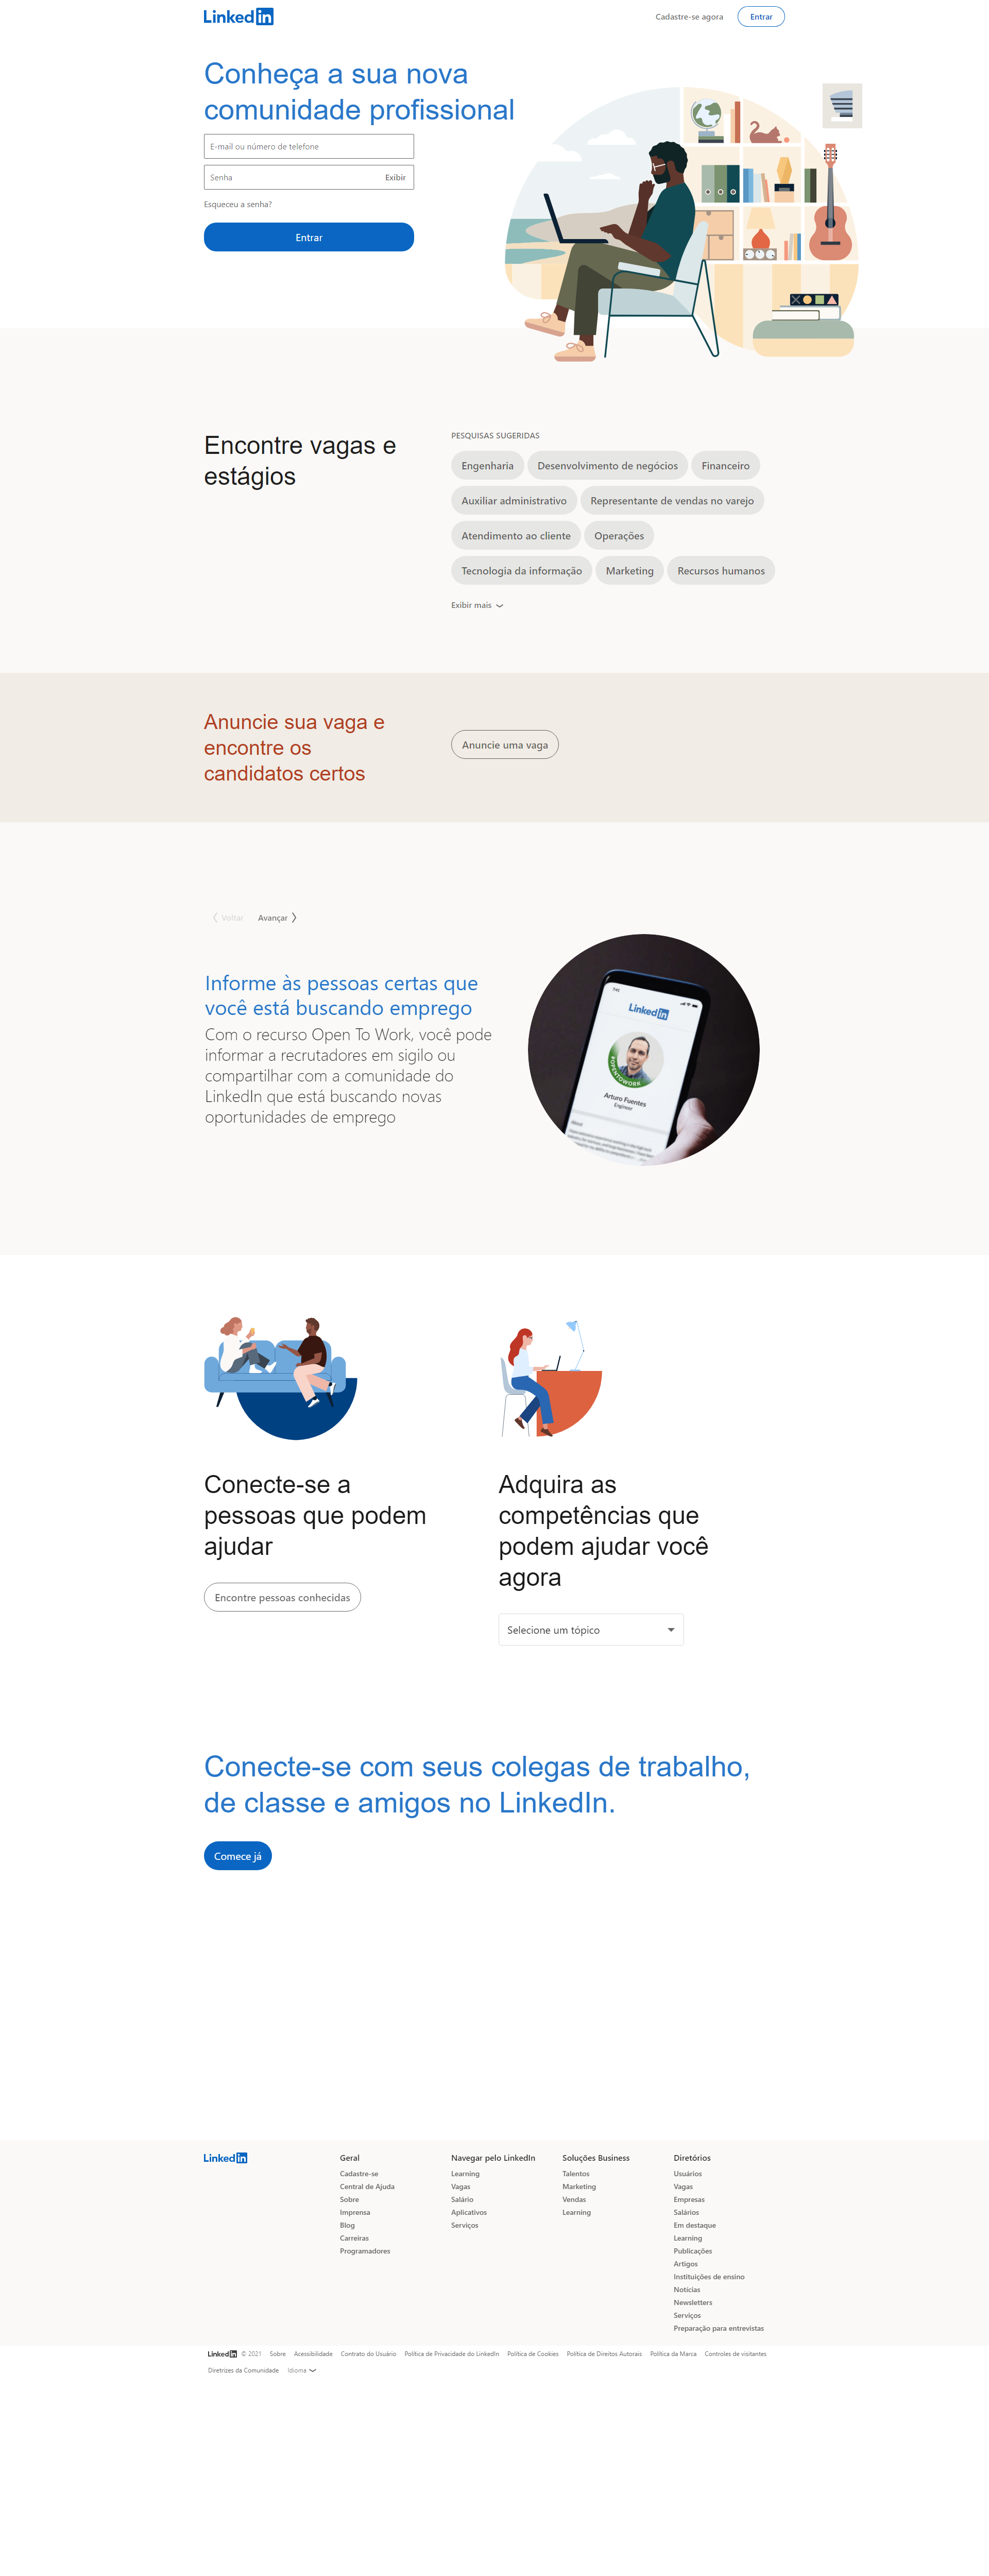 LinkedIn
Cadastre-se agora
Entrar
Conheça a sua nova
comunidade profissional
E-mail ou número de telefone
Senha
Exibir
Esqueceu a senha?
Entrar
Encontre vagas e
estágios
PESQUISAS SUGERIDAS
Engenharia
Desenvolvimento de negócios
Financeiro
Auxiliar administrativo
Representante de vendas no varejo
Atendimento ao cliente
Operações
Tecnologia da informação
Marketing
Recursos humanos
Exibir mais
Anuncie sua vaga e
encontre os
candidatos certos
Anuncie uma vaga
Voltar
Avançar
Informe às pessoas certas que
você está buscando emprego
Com o recurso Open To Work, você pode
informar a recrutadores em sigilo ou
compartilhar com a comunidade do
LinkedIn que está buscando novas
oportunidades de emprego
LinkedIn
#OPENTOWORK
Arturo Fuentes
Engineer
About
Conecte-se a
pessoas que podem
ajudar
Encontre pessoas conhecidas
Adquira as
competências que
podem ajudar você
agora
Selecione um tópico
Conecte-se com seus colegas de trabalho,
de classe e amigos no LinkedIn.
Comece já
LinkedIn
Geral
Cadastre-se
Central de Ajuda
Sobre
Imprensa
Blog
Carreiras
Programadores
Navegar pelo LinkedIn
Learning
Vagas
Salário
Aplicativos
Serviços
Soluções Business
Talentos
Marketing
Vendas
Learning
Diretórios
Usuários
Vagas
Empresas
Salários
Em destaque
Learning
Publicações
Artigos
Instituições de ensino
Notícias
Newsletters
Serviços
Preparação para entrevistas
LinkedIn © 2021 Sobre Acessibilidade Contrato do Usuário Política de Privacidade do LinkedIn Política de Cookies Política de Direitos Autorais Política da Marca Controles de visitantes
Diretrizes da Comunidade Idioma